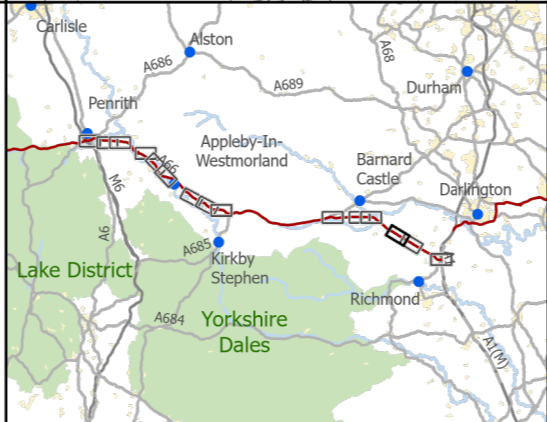 Carlisle
Alston
A68
A686
A689
Durham
Penrith
Appleby-In-
Westmorland
A66
Barnard
Castle
Darlington
M6
A6
A685
Kirkby
Stephen
Lake District
Richmond
A684
Yorkshire
Dales
A1(M)